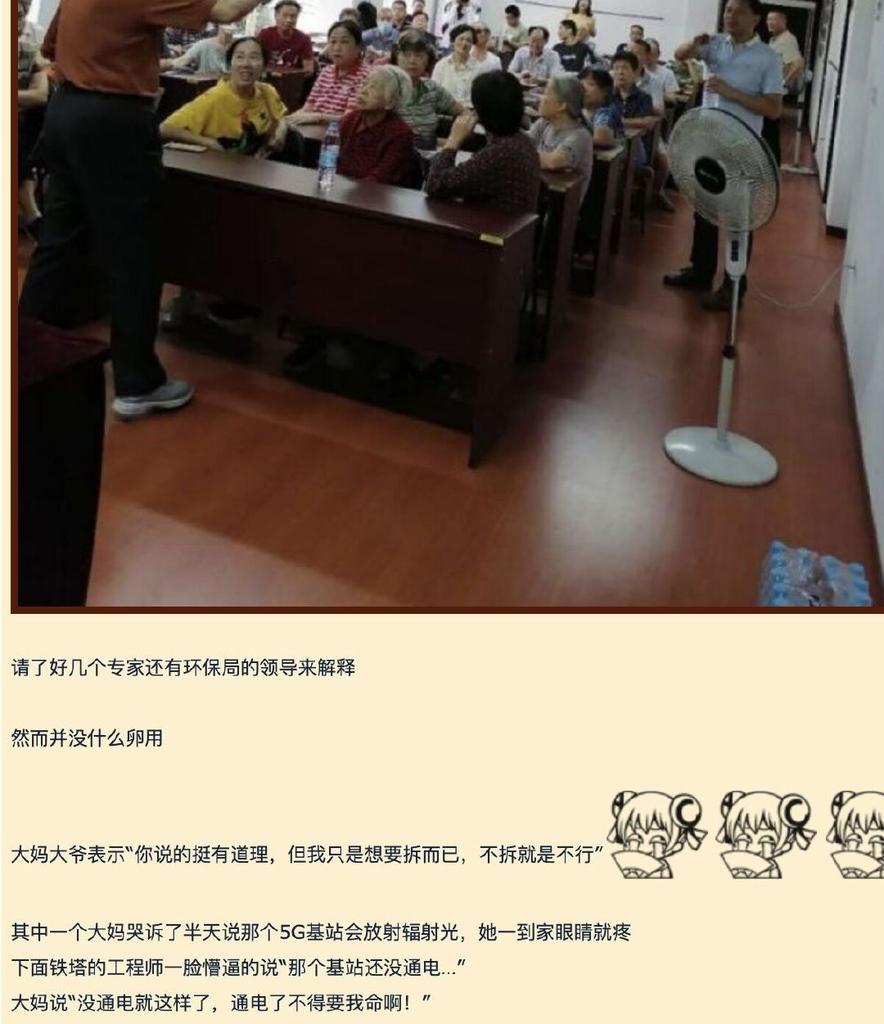 请了好几个专家还有环保局的领导来解释
然而并没什么卵用
大妈大爷表示“你说的挺有道理，但我只是想要拆而已，不拆就是不行”
其中一个大妈哭诉了半天说那个5G基站会放射辐射光，她一到家眼睛就疼
下面铁塔的工程师一脸懵逼的说“那个基站还没通电...”
大妈说“没通电就这样了，通电了不得要我命啊！”